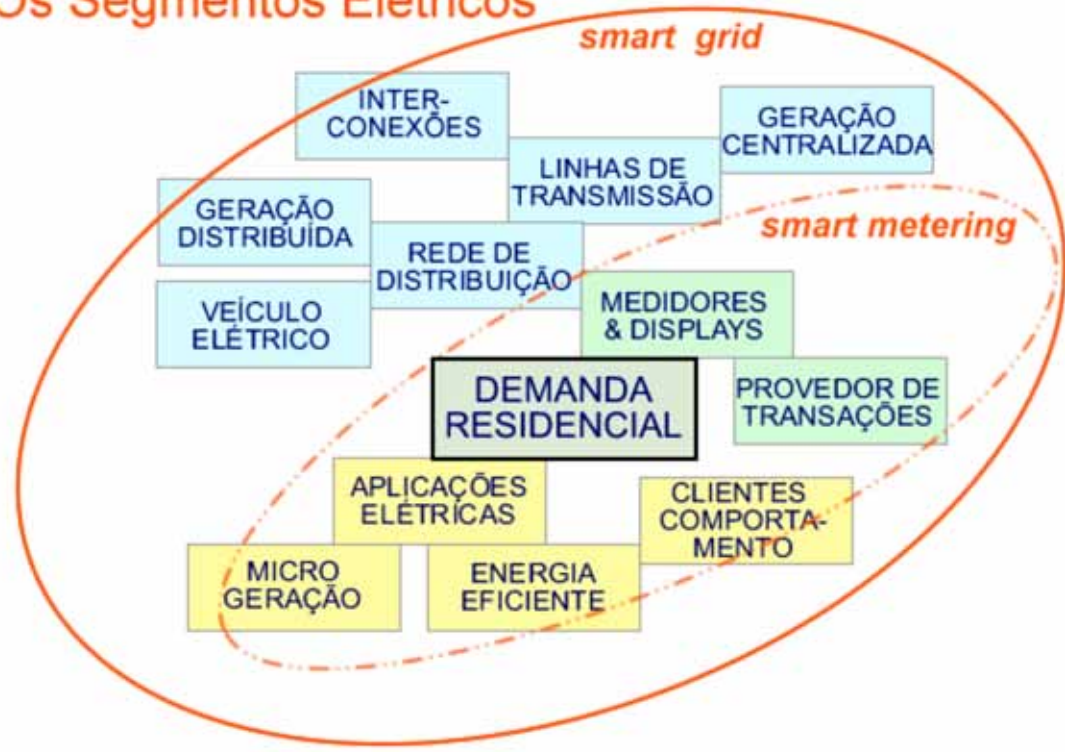 Os Segmentos Elétricos
smart grid
INTER-
CONEXÕES
GERAÇÃO
CENTRALIZADA
LINHAS DE
TRANSMISSÃO
GERAÇÃO
DISTRIBUÍDA
smart metering
REDE DE
DISTRIBUIÇÃO
VEÍCULO
ELÉTRICO
MEDIDORES
& DISPLAYS
DEMANDA
RESIDENCIAL
PROVEDOR DE
TRANSAÇÕES
APLICAÇÕES
ELÉTRICAS
CLIENTES
COMPORTA-
MENTO
MICRO
GERAÇÃO
ENERGIA
EFICIENTE